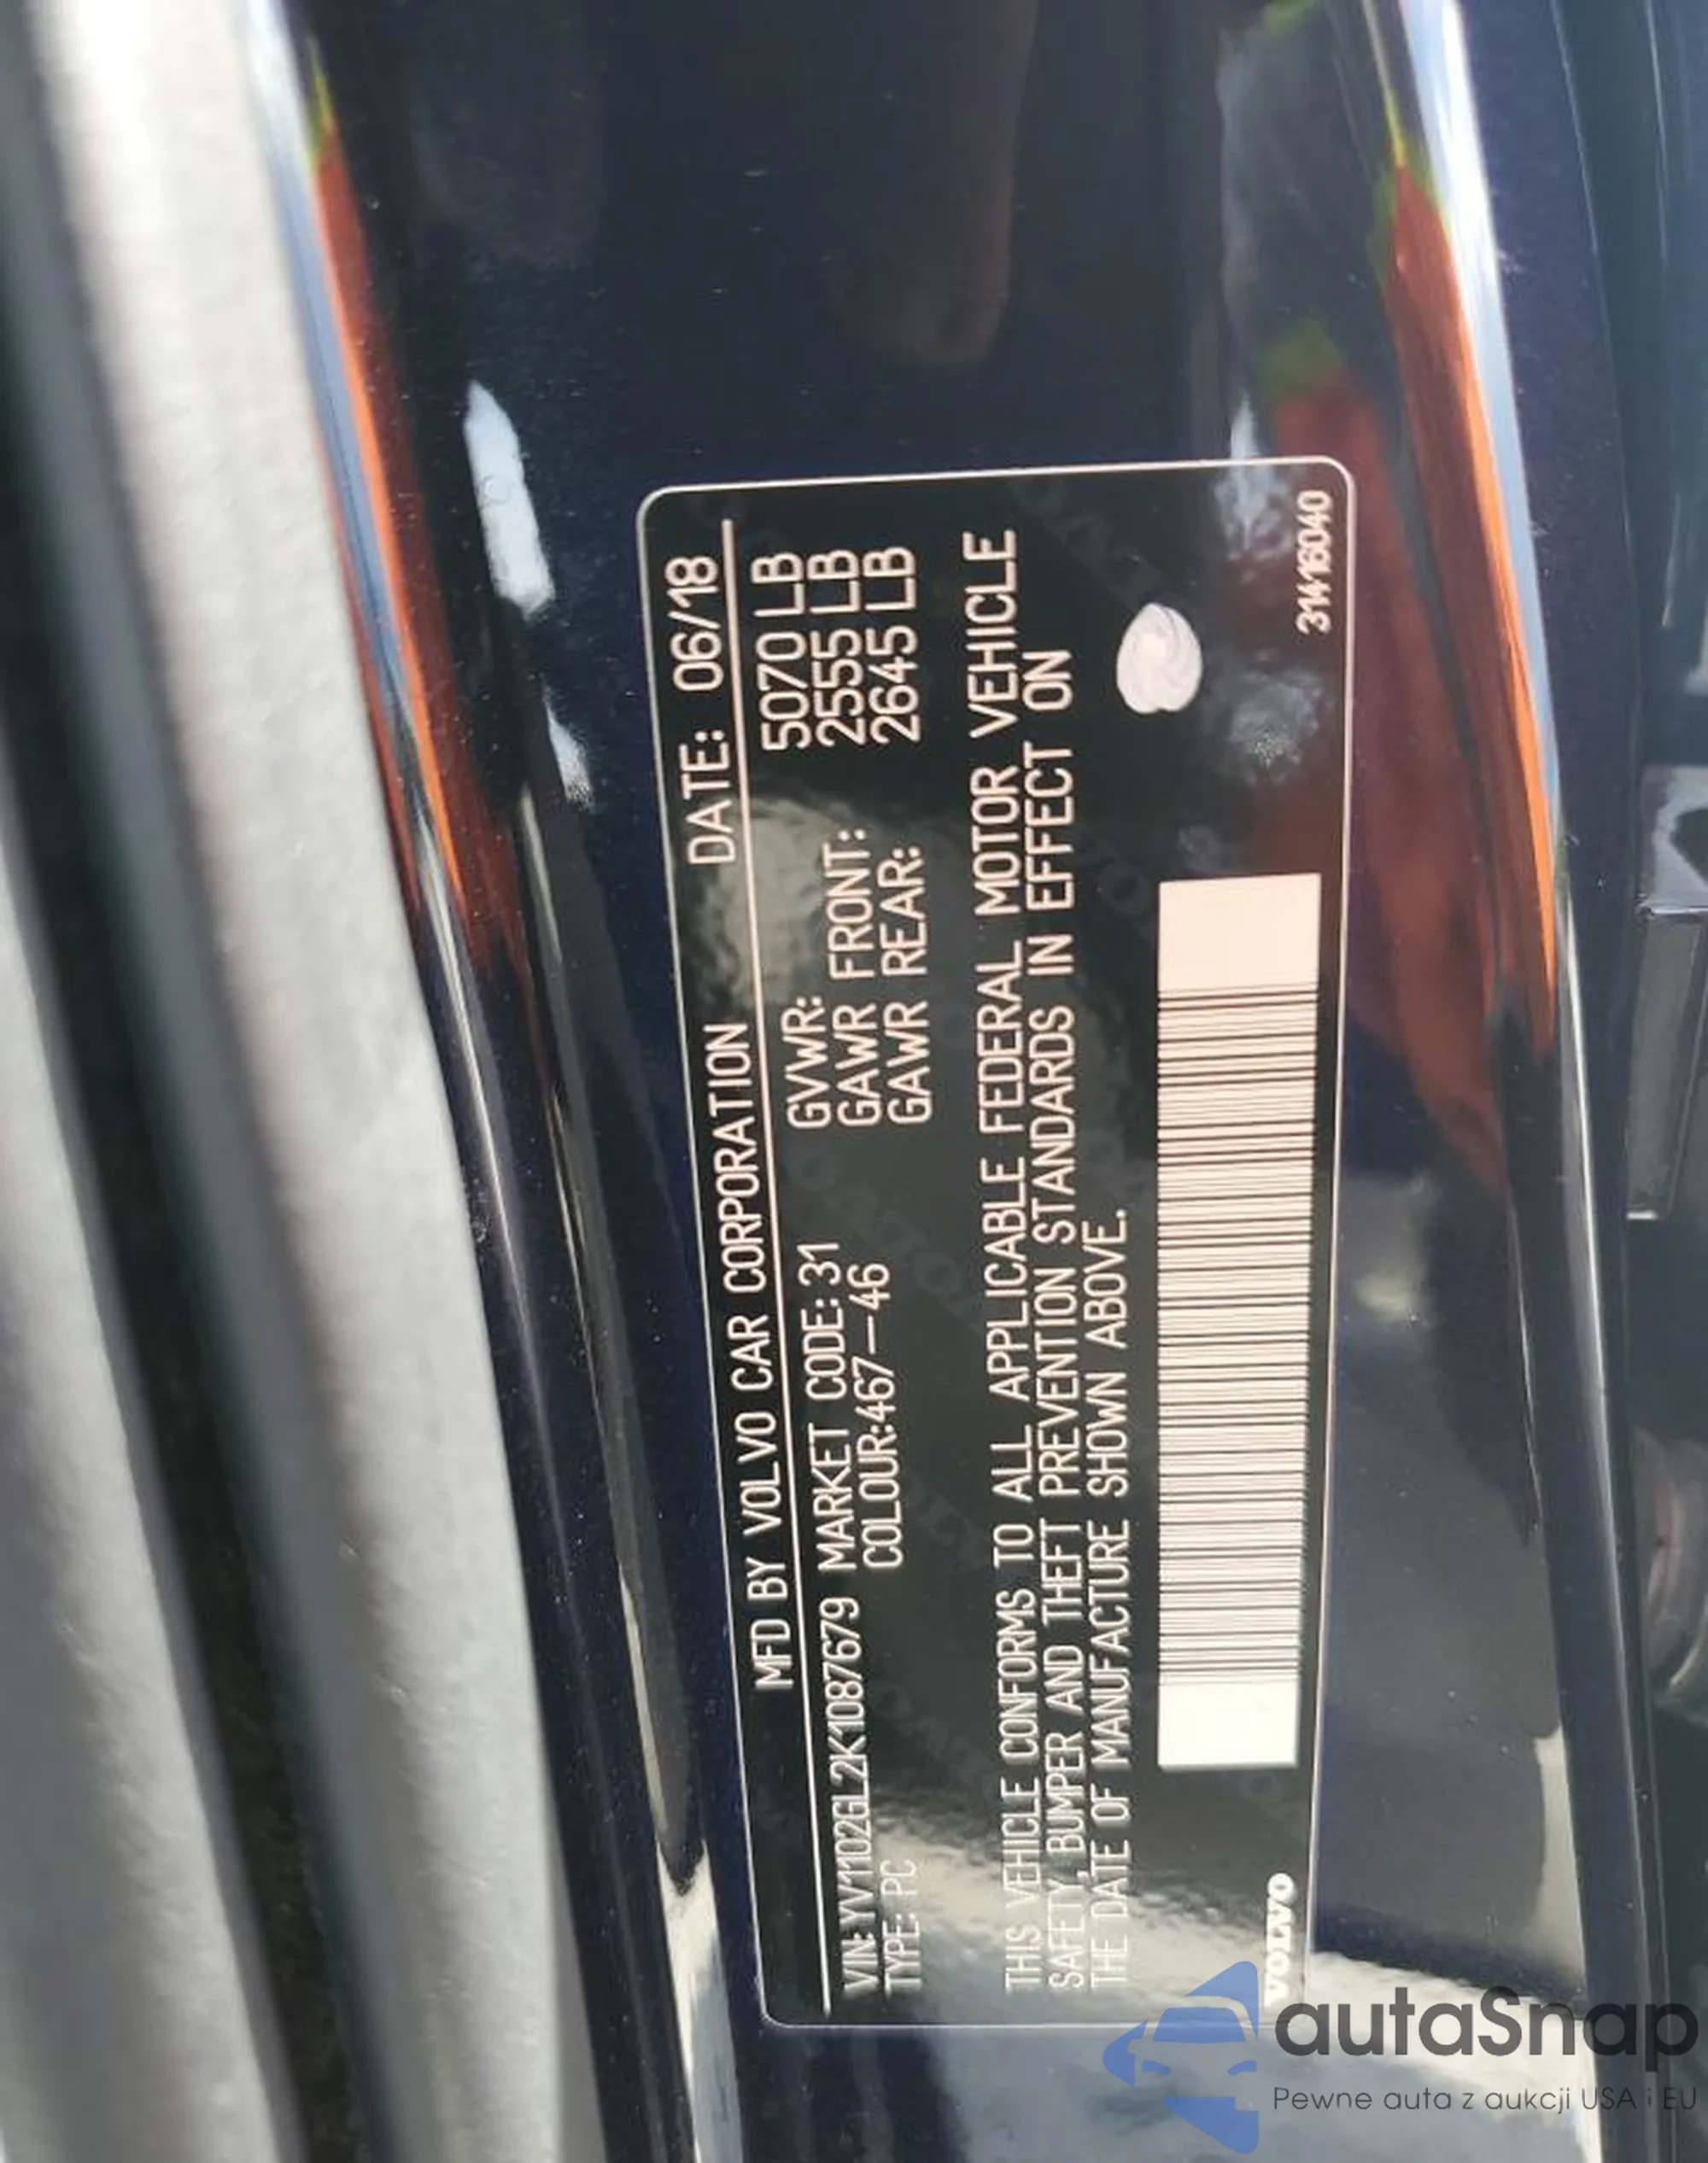 MFD BY VOLVO CAR CORPORATION DATE: 06/18
VIN: YV1102GL2K1087679 MARKET CODE: 31 GVWR: 5070 LB
TYPE: PC COLOUR:467—46 GAWR FRONT: 2555 LB
GAWR REAR: 2645 LB
THIS VEHICLE CONFORMS TO ALL APPLICABLE FEDERAL MOTOR VEHICLE
SAFETY, BUMPER AND THEFT PREVENTION STANDARDS IN EFFECT ON
THE DATE OF MANUFACTURE SHOWN ABOVE.
VOLVO
31416040
autaSnap
Pewne auta z aukcji USA i EU